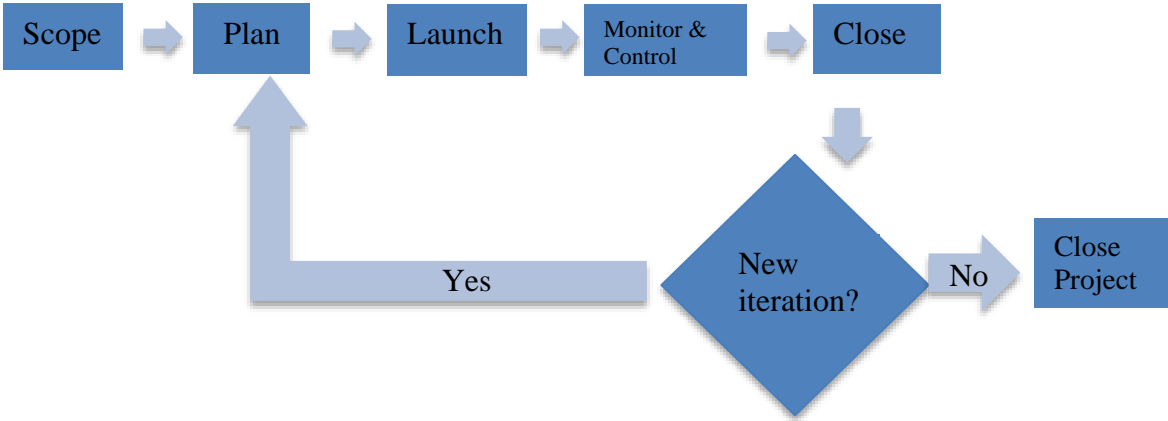 Scope
Plan
Launch
Monitor &
Control
Close
New
iteration?
Yes
No
Close
Project